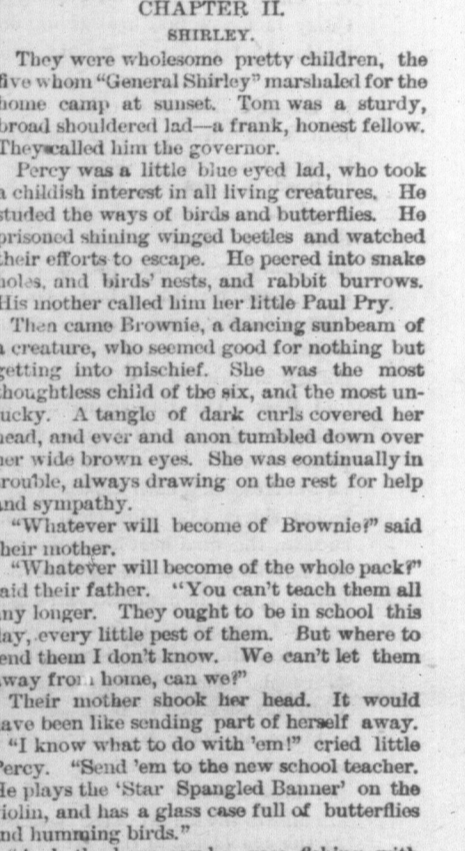 CHAPTER II.
SHIRLEY.
They were wholesome pretty children, the
five whom "General Shirley" marshaled for the
home camp at sunset. Tom was a sturdy,
broad shouldered lad—a frank, honest fellow.
They called him the governor.
Percy was a little blue eyed lad, who took
a childish interest in all living creatures. He
studed the ways of birds and butterflies. He
prisoned shining winged beetles and watched
their efforts to escape. He peered into snake
holes, and birds' nests, and rabbit burrows.
His mother called him her little Paul Pry.
Then came Brownie, a dancing sunbeam of
a creature, who seemed good for nothing but
getting into mischief. She was the most
thoughtless child of the six, and the most un-
lucky. A tangle of dark curls covered her
head, and ever and anon tumbled down over
her wide brown eyes. She was eontinually in
trouble, always drawing on the rest for help
and sympathy.
"Whatever will become of Brownie?" said
their mother.
"Whatever will become of the whole pack?"
said their father. "You can't teach them all
any longer. They ought to be in school this
day, every little pest of them. But where to
send them I don't know. We can't let them
away from home, can we?"
Their mother shook her head. It would
have been like sending part of herself away.
"I know what to do with 'em!" cried little
Percy. "Send 'em to the new school teacher.
He plays the 'Star Spangled Banner' on the
violin, and has a glass case full of butterflies
and humming birds."